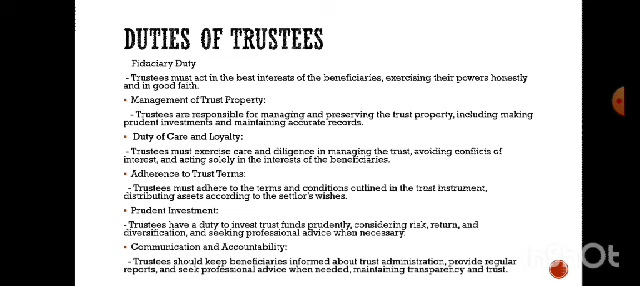 DUTIES OF TRUSTEES
Fiduciary Duty
- Trustees must act in the best interests of the beneficiaries, exercising their powers honestly
and in good faith.
• Management of Trust Property:
- Trustees are responsible for managing and preserving the trust property, including making
prudent investments and maintaining accurate records.
• Duty of Care and Loyalty:
- Trustees must exercise care and diligence in managing the trust, avoiding conflicts of
interest, and acting solely in the interests of the beneficiaries.
• Adherence to Trust Terms:
- Trustees must adhere to the terms and conditions outlined in the trust instrument,
distributing assets according to the settlor's wishes.
• Prudent Investment:
- Trustees have a duty to invest trust funds prudently, considering risk, return, and
diversification, and seeking professional advice when necessary.
• Communication and Accountability:
- Trustees should keep beneficiaries informed about trust administration, provide regular
reports, and seek professional advice when needed, maintaining transparency and trust.